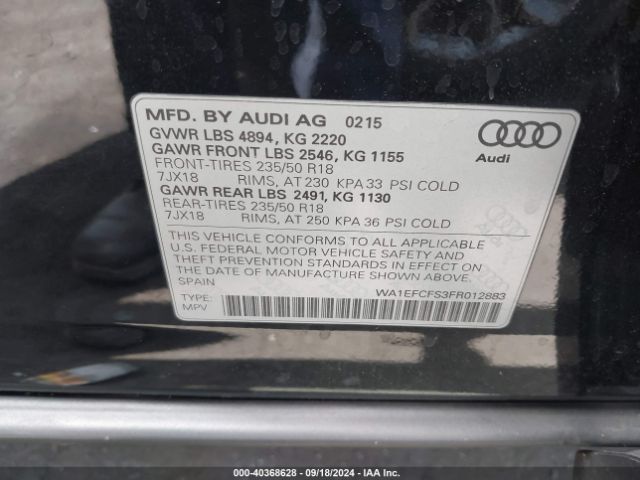 MFD. BY AUDI AG 0215
GVWR LBS 4894, KG 2220
GAWR FRONT LBS 2546, KG 1155
FRONT-TIRES 235/50 R18
7JX18 RIMS, AT 230 KPA 33 PSI COLD
GAWR REAR LBS 2491, KG 1130
REAR-TIRES 235/50 R18
7JX18 RIMS, AT 250 KPA 36 PSI COLD
Audi
THIS VEHICLE CONFORMS TO ALL APPLICABLE
U.S. FEDERAL MOTOR VEHICLE SAFETY AND
THEFT PREVENTION STANDARDS IN EFFECT ON
THE DATE OF MANUFACTURE SHOWN ABOVE.
SPAIN
WA1EFCFS3FR012883
TYPE:
MPV
000-40368628 - 09/18/2024 - IAA Inc.